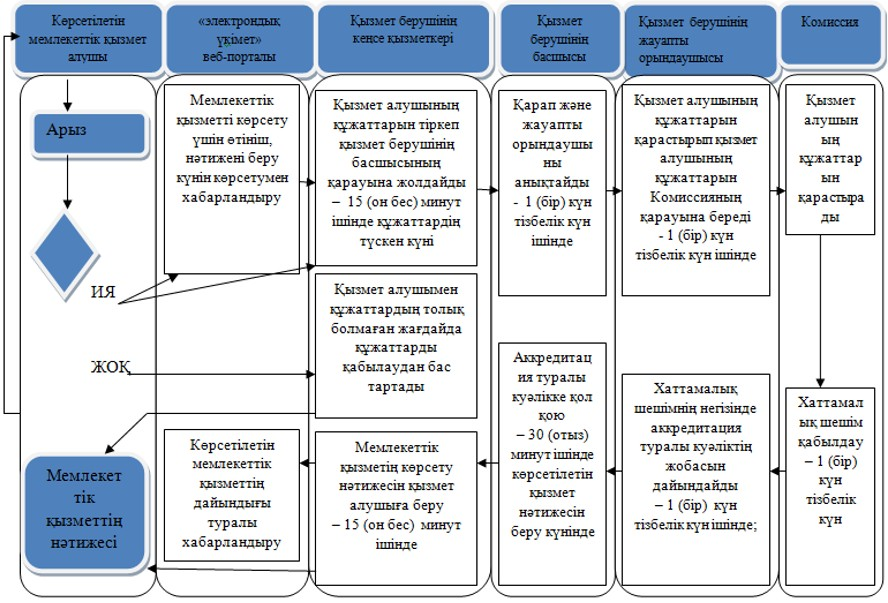 Көрсетілетін
мемлекеттік қызмет
алушы
«электрондық
үкімет»
веб-порталы
Қызмет берушінің
кеңсе қызметкері
Қызмет
берушінің
басшысы
Қызмет берушінің
жауапты
орындаушысы
Комиссия
Арыз
ИЯ
ЖОҚ
Мемлекет
тік
қызметтің
нәтижесі
Мемлекеттік
қызметті көрсету
үшін өтініш,
нәтижені беру
күнін көрсетумен
хабарландыру
Көрсетілетін
мемлекеттік
қызметтің
дайындығы
туралы
хабарландыру
Қызмет алушының
құжаттарын тіркеп
қызмет берушінің
басшысының
қарауына жолдайды
– 15 (он бес) минут
ішінде құжаттардің
түскен күні
Қызмет алушымен
құжаттардың толық
болмаған жағдайда
құжаттарды
қабылаудан бас
тартады
Мемлекеттік
қызметің көрсету
нәтижесін қызмет
алушыға беру
– 15 (он бес) минут
ішінде
Қарап және
жауапты
орындаушы
ны
анықтайды
- 1 (бір) күн
тізбелік күн
ішінде
Аккредитац
ия туралы
куәлікке қол
қою
– 30 (отыз)
минут ішінде
көрсетілетін
қызмет
нәтижесін
беру күнінде
Қызмет алушының
құжаттарын
қарастырып қызмет
алушының
құжаттарын
Комиссияның
қарауына береді
- 1 (бір) күн
тізбелік күн ішінде
Хаттамалық
шешімнің негізінде
аккредитация
туралы куәліктің
жобасын
дайындайды
– 1 (бір) күн
тізбелік күн ішінде;
Қызмет
алушын
ың
құжаттар
ын
қарастыра
ды
Хаттамал
ық шешім
қабылдау
– 1 (бір)
күн
тізбелік
күн